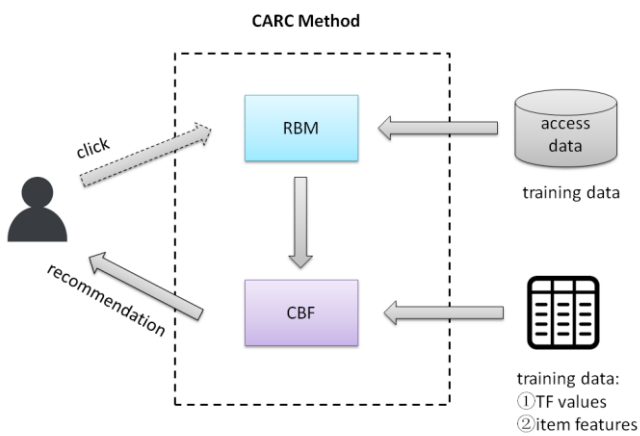 CARC Method
click
RBM
access
data
training data
recommendation
CBF
training data:
①TF values
②item features